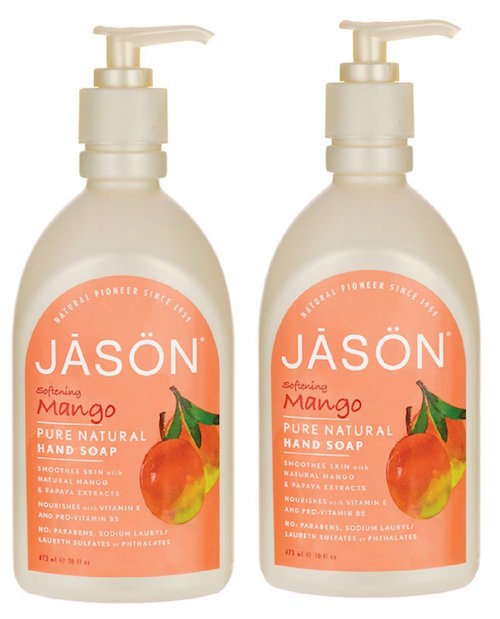 NATURAL PIONEER SINCE 1959
JĀSÖN®
Softening
Mango
PURE NATURAL
HAND SOAP
SMOOTHES SKIN with
NATURAL MANGO
& PAPAYA EXTRACTS
NOURISHES with VITAMIN E
AND PRO-VITAMIN B5
NO: PARABENS, SODIUM LAURYL/
LAURETH SULFATES or PHTHALATES
473 ml ℮ 16 fl oz
NATURAL PIONEER SINCE 1959
JĀSÖN®
Softening
Mango
PURE NATURAL
HAND SOAP
SMOOTHES SKIN with
NATURAL MANGO
& PAPAYA EXTRACTS
NOURISHES with VITAMIN E
AND PRO-VITAMIN B5
NO: PARABENS, SODIUM LAURYL/
LAURETH SULFATES or PHTHALATES
473 ml ℮ 16 fl oz